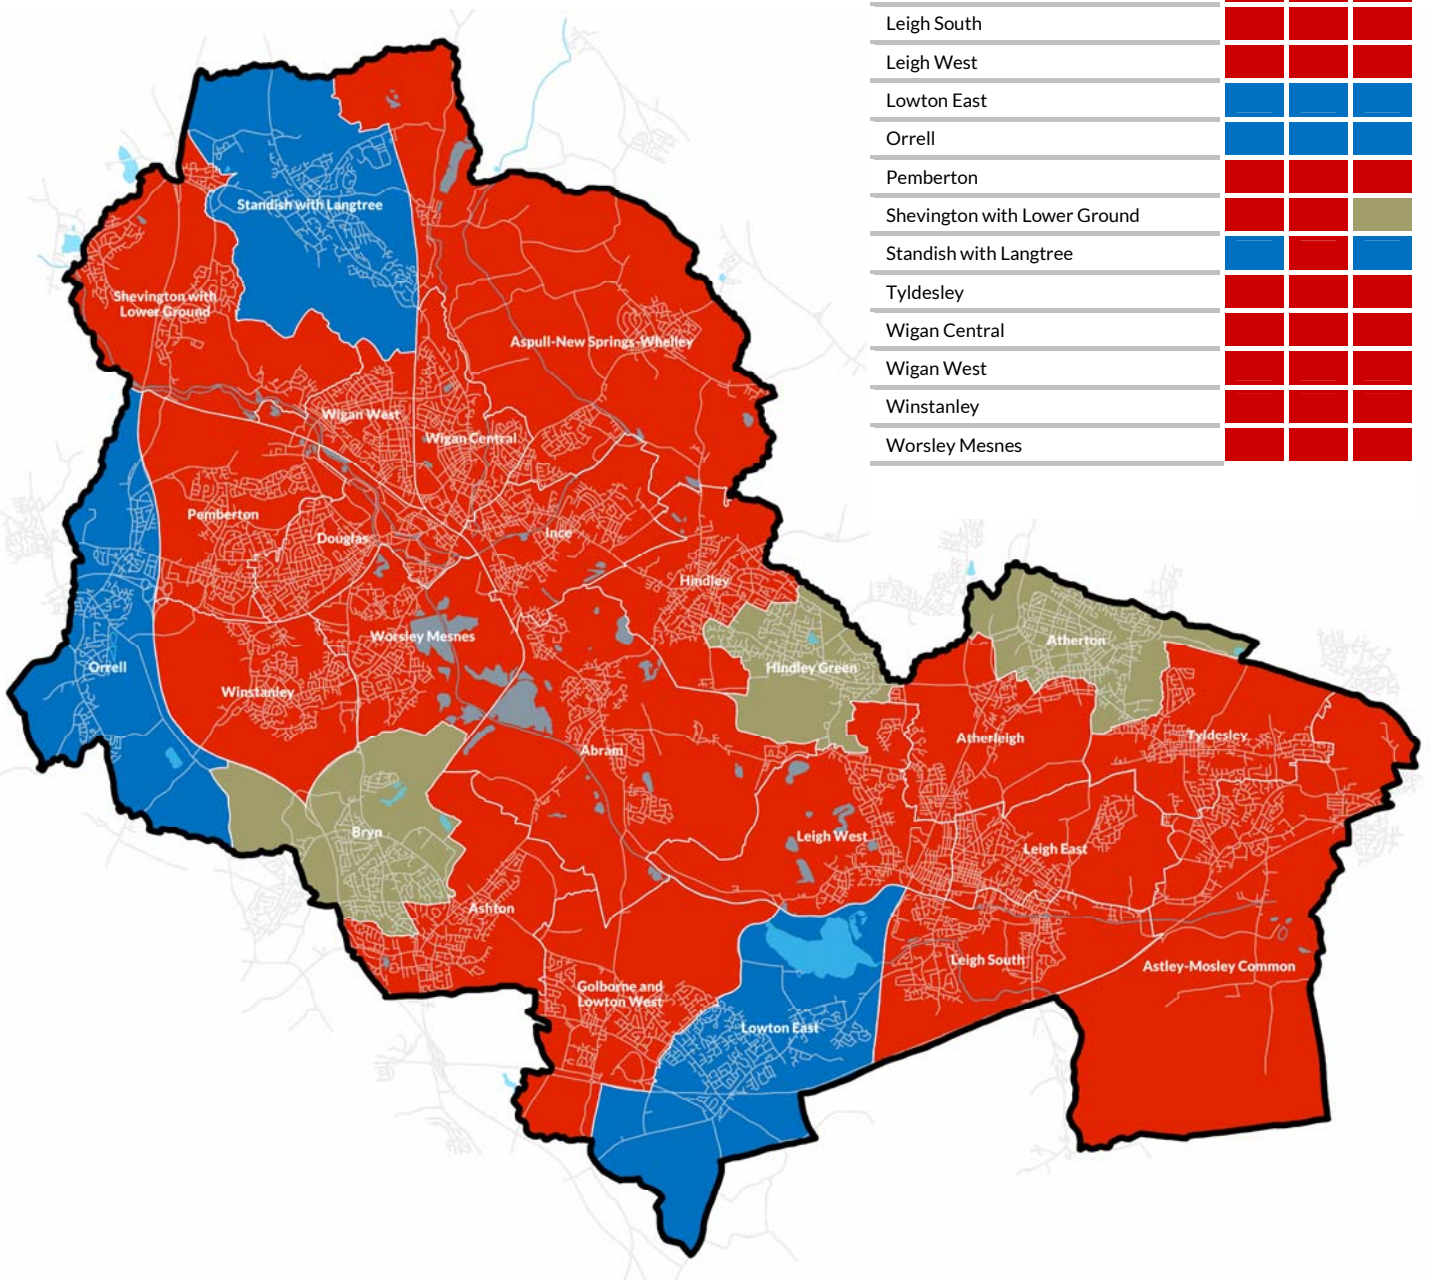 Leigh South
Leigh West
Lowton East
Orrell
Pemberton
Shevington with Lower Ground
Standish with Langtree
Tyldesley
Wigan Central
Wigan West
Winstanley
Worsley Mesnes
Standish with Langtree
Shevington with
Lower Ground
Aspull-New Springs-Whelley
Wigan West
Wigan Central
Pemberton
Douglas
Ince
Hindley
Worsley Mesnes
Atherton
Orrell
Hindley Green
Winstanley
Atherleigh
Tyldesley
Abram
Bryn
Leigh West
Leigh East
Ashton
Leigh South
Astley-Mosley Common
Golborne and
Lowton West
Lowton East